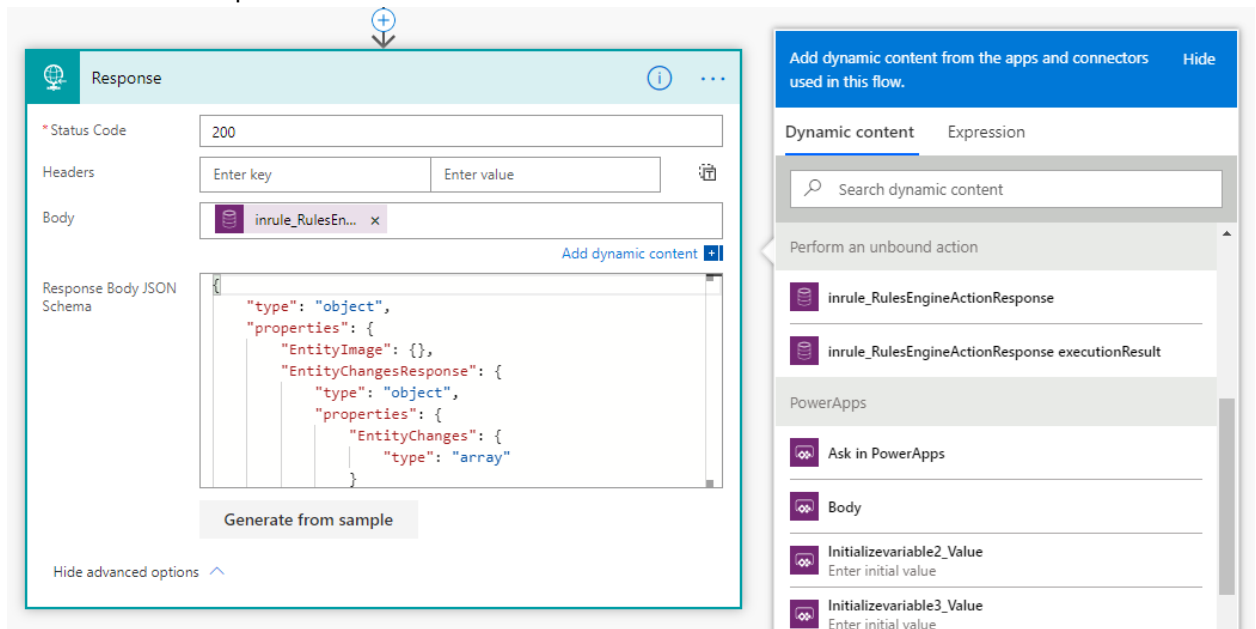 Response
*Status Code
200
Headers
Enter key
Enter value
Body
inrule_RulesEn... ×
Add dynamic content
Response Body JSON
Schema
{
"type": "object",
"properties": {
"EntityImage": {},
"EntityChangesResponse": {
"type": "object",
"properties": {
"EntityChanges": {
"type": "array"
}
Generate from sample
Hide advanced options
Add dynamic content from the apps and connectors
used in this flow.
Hide
Dynamic content
Expression
Search dynamic content
Perform an unbound action
inrule_RulesEngineActionResponse
inrule_RulesEngineActionResponse executionResult
PowerApps
Ask in PowerApps
Body
Initializevariable2_Value
Enter initial value
Initializevariable3_Value
Enter initial value